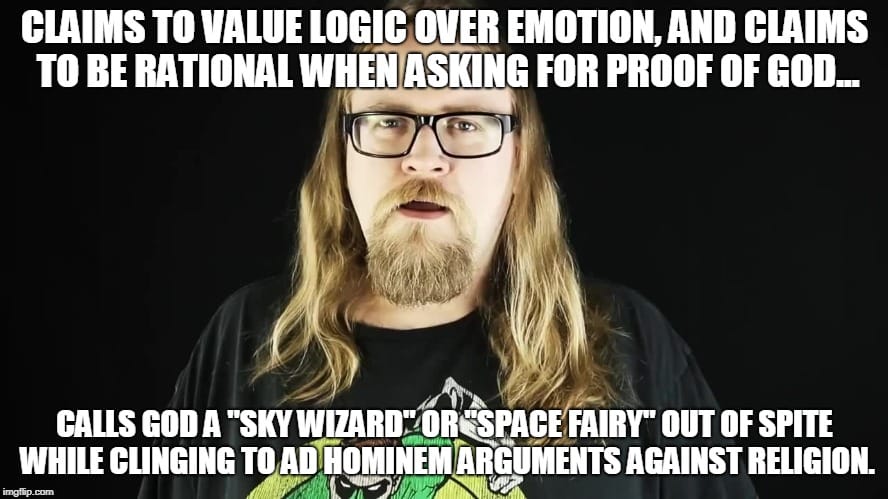 CLAIMS TO VALUE LOGIC OVER EMOTION, AND CLAIMS
TO BE RATIONAL WHEN ASKING FOR PROOF OF GOD...
CALLS GOD A "SKY WIZARD" OR "SPACE FAIRY" OUT OF SPITE
WHILE CLINGING TO AD HOMINEM ARGUMENTS AGAINST RELIGION.
imgflip.com